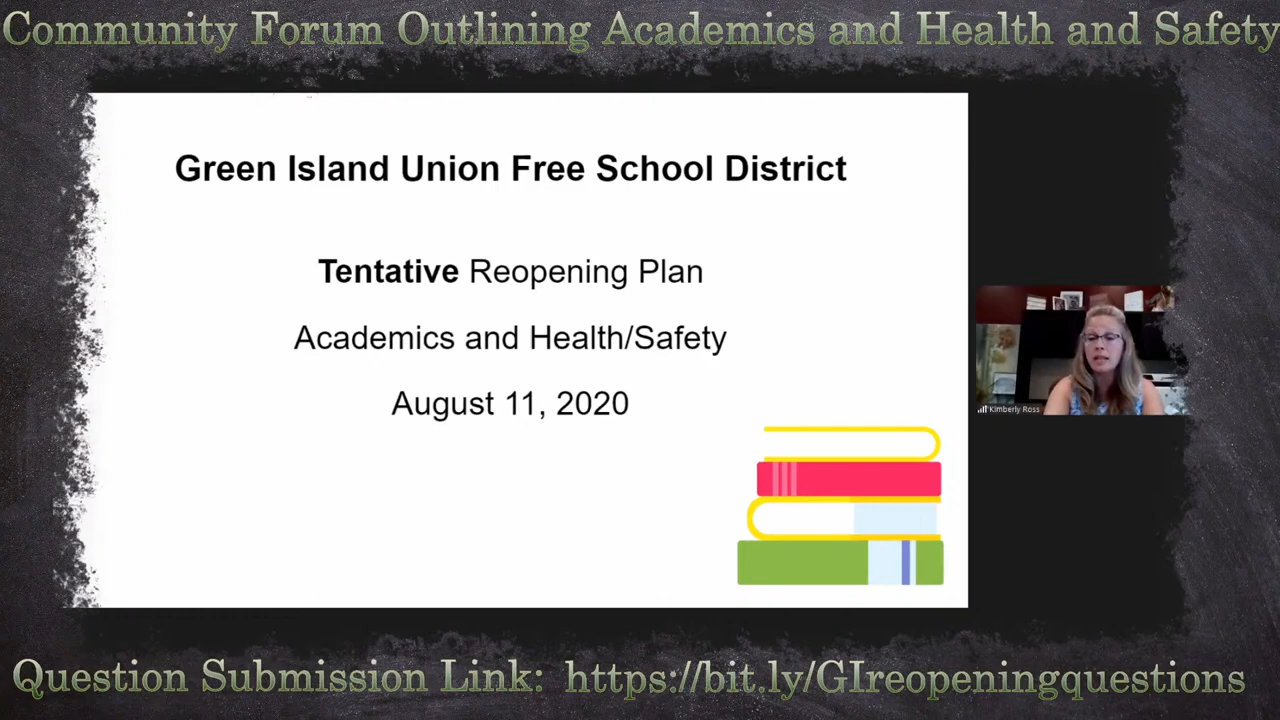 Community Forum Outlining Academics and Health and Safety
Green Island Union Free School District
Tentative Reopening Plan
Academics and Health/Safety
August 11, 2020
Kimberly Ross
Question Submission Link: https://bit.ly/GIreopeningquestions